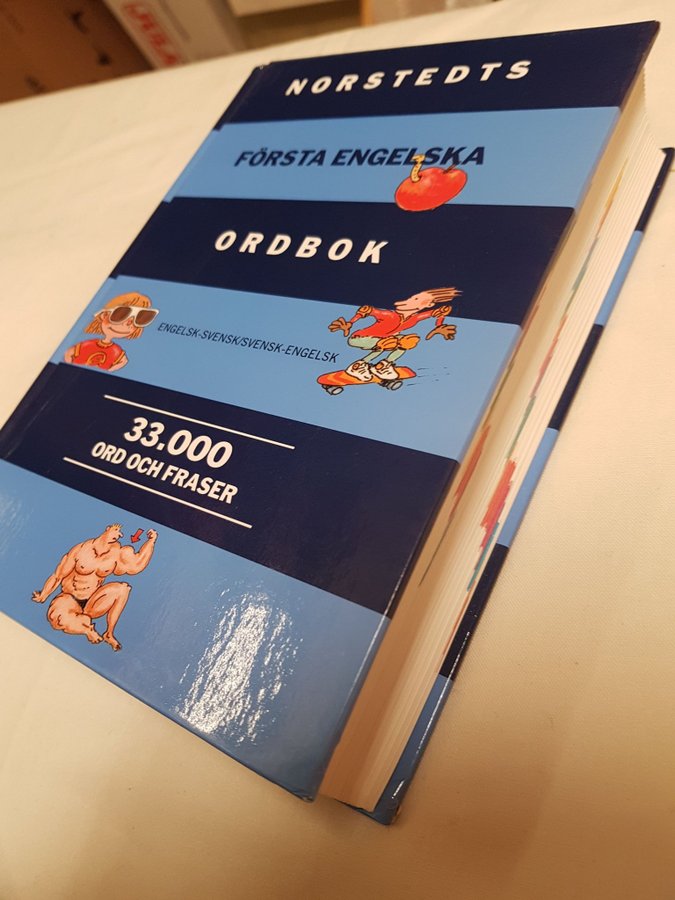 NORSTEDTS
FÖRSTA ENGELSKA
ORDBOK
ENGELSK-SVENSK/SVENSK-ENGELSK
33.000
ORD OCH FRASER